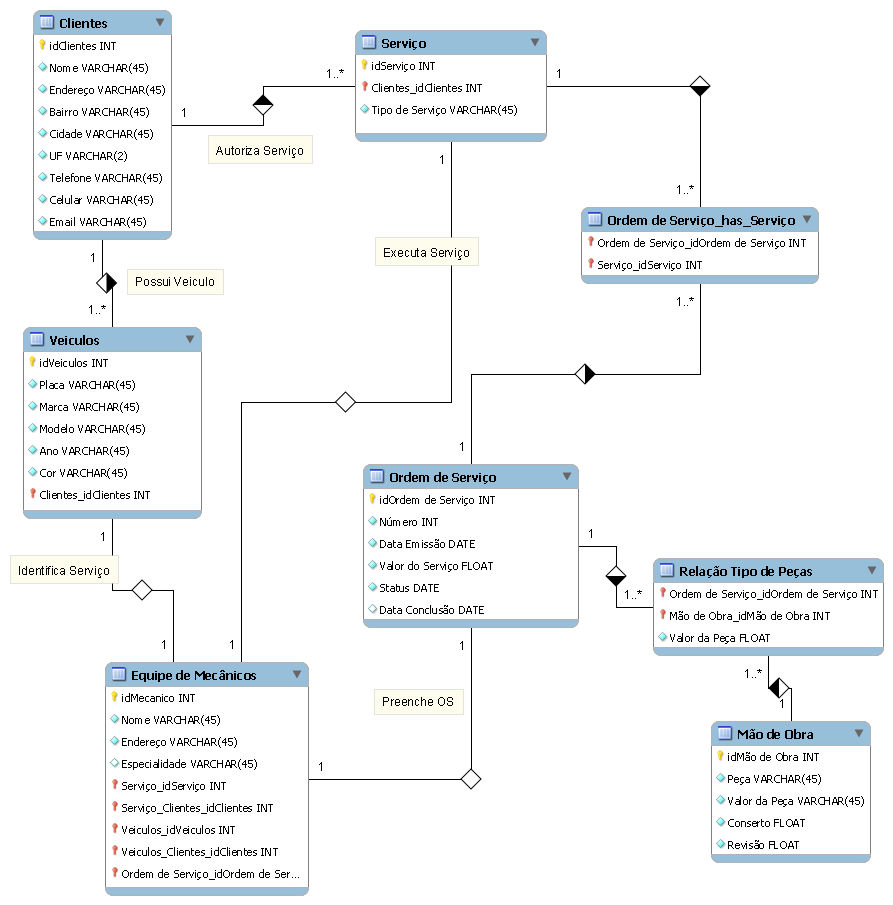 Clientes
idClientes INT
Nome VARCHAR(45)
Endereço VARCHAR(45)
Bairro VARCHAR(45)
Cidade VARCHAR(45)
UF VARCHAR(2)
Telefone VARCHAR(45)
Celular VARCHAR(45)
Email VARCHAR(45)
1
1..*
Autoriza Serviço
Serviço
idServiço INT
Clientes_idClientes INT
Tipo de Serviço VARCHAR(45)
1
1..*
Ordem de Serviço_has_Serviço
Ordem de Serviço_idOrdem de Serviço INT
Serviço_idServiço INT
1..*
1
1
Executa Serviço
1
1
Possui Veiculo
1..*
Veiculos
idVeiculos INT
Placa VARCHAR(45)
Marca VARCHAR(45)
Modelo VARCHAR(45)
Ano VARCHAR(45)
Cor VARCHAR(45)
Clientes_idClientes INT
1
Identifica Serviço
1
Ordem de Serviço
idOrdem de Serviço INT
Número INT
Data Emissão DATE
Valor do Serviço FLOAT
Status DATE
Data Conclusão DATE
1
1..*
Relação Tipo de Peças
Ordem de Serviço_idOrdem de Serviço INT
Mão de Obra_idMão de Obra INT
Valor da Peça FLOAT
1..*
1
Mão de Obra
idMão de Obra INT
Peça VARCHAR(45)
Valor da Peça VARCHAR(45)
Conserto FLOAT
Revisão FLOAT
1
Preenche OS
1
Equipe de Mecânicos
idMecanico INT
Nome VARCHAR(45)
Endereço VARCHAR(45)
Especialidade VARCHAR(45)
Serviço_idServiço INT
Serviço_Clientes_idClientes INT
Veiculos_idVeiculos INT
Veiculos_Clientes_idClientes INT
Ordem de Serviço_idOrdem de Ser...